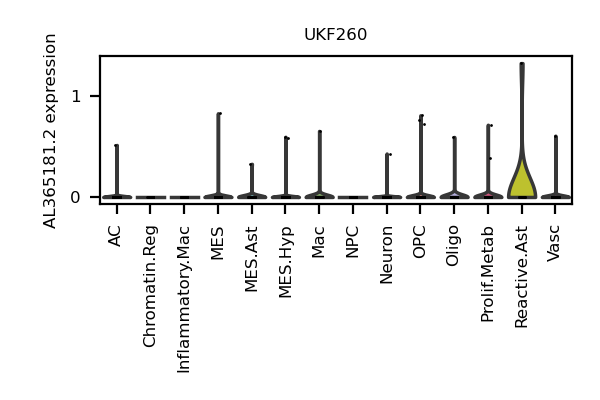 UKF260
AL365181.2 expression
1
0
AC
Chromatin.Reg
Inflammatory.Mac
MES
MES.Ast
MES.Hyp
Mac
NPC
Neuron
OPC
Oligo
Prolif.Metab
Reactive.Ast
Vasc